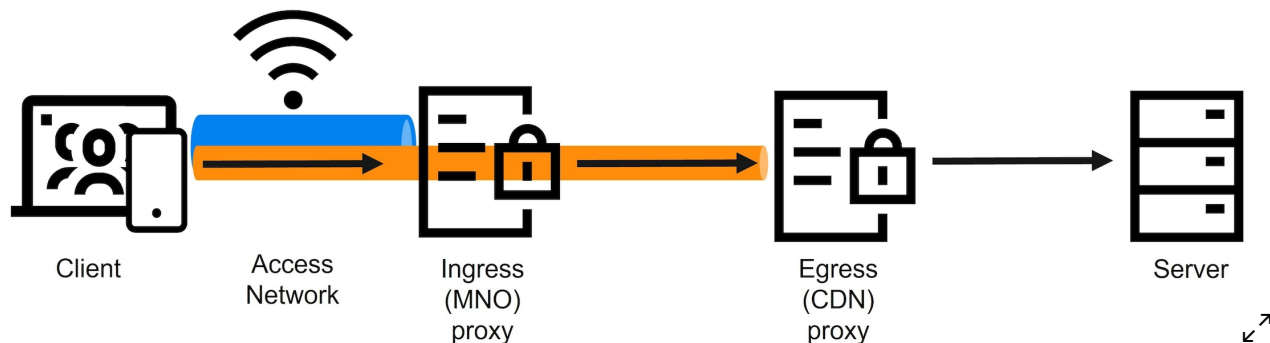 Client
Access
Network
Ingress
(MNO)
proxy
Egress
(CDN)
proxy
Server